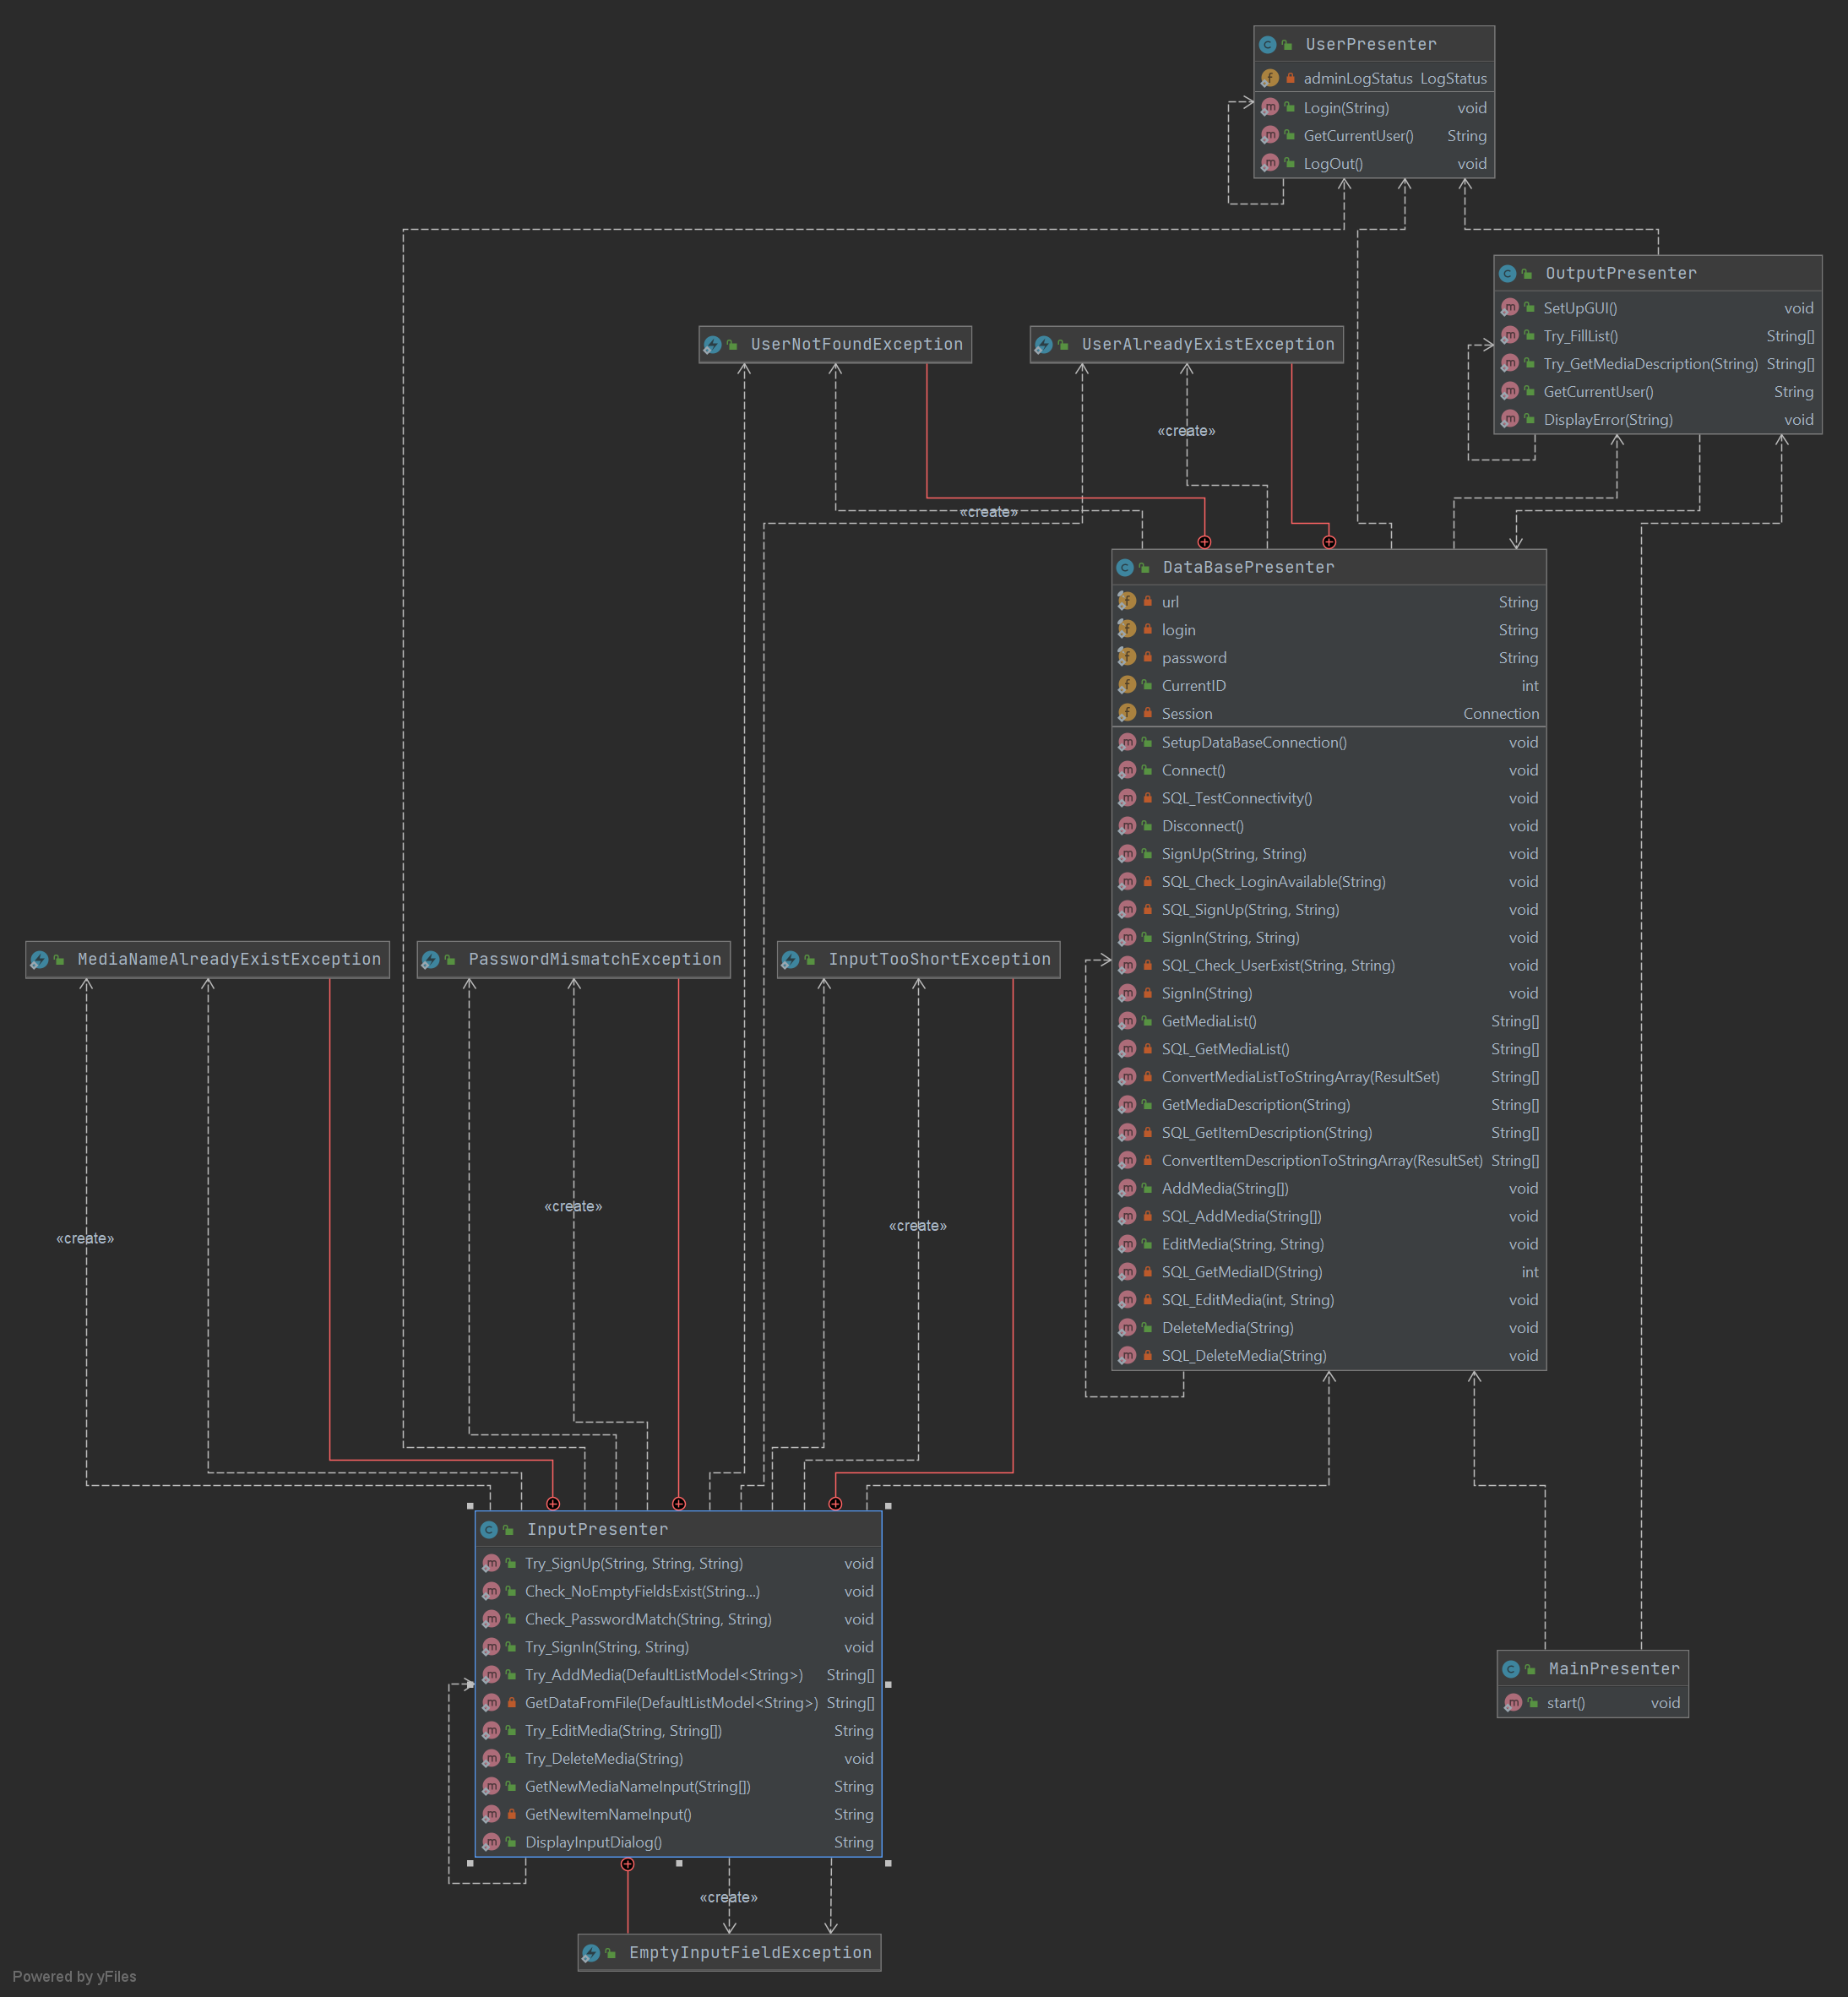 UserPresenter
adminLogStatus LogStatus
Login(String) void
GetCurrentUser() String
LogOut() void
OutputPresenter
SetUpGUI() void
Try_FillList() String[]
Try_GetMediaDescription(String) String[]
GetCurrentUser() String
DisplayError(String) void
UserNotFoundException
UserAlreadyExistException
«create»
«create»
DataBasePresenter
url String
login String
password String
CurrentID int
Session Connection
SetupDataBaseConnection() void
Connect() void
SQL_TestConnectivity() void
Disconnect() void
SignUp(String, String) void
SQL_Check_LoginAvailable(String) void
SQL_SignUp(String, String) void
SignIn(String, String) void
SQL_Check_UserExist(String, String) void
SignIn(String) void
GetMediaList() String[]
SQL_GetMediaList() String[]
ConvertMediaListToStringArray(ResultSet) String[]
GetMediaDescription(String) String[]
SQL_GetItemDescription(String) String[]
ConvertItemDescriptionToStringArray(ResultSet) String[]
AddMedia(String[]) void
SQL_AddMedia(String[]) void
EditMedia(String, String) void
SQL_GetMediaID(String) int
SQL_EditMedia(int, String) void
DeleteMedia(String) void
SQL_DeleteMedia(String) void
MediaNameAlreadyExistException
PasswordMismatchException
InputTooShortException
«create»
«create»
«create»
InputPresenter
Try_SignUp(String, String, String) void
Check_NoEmptyFieldsExist(String...) void
Check_PasswordMatch(String, String) void
Try_SignIn(String, String) void
Try_AddMedia(DefaultListModel<String>) String[]
GetDataFromFile(DefaultListModel<String>) String[]
Try_EditMedia(String, String[]) String
Try_DeleteMedia(String) void
GetNewMediaNameInput(String[]) String
GetNewItemNameInput() String
DisplayInputDialog() String
MainPresenter
start() void
«create»
EmptyInputFieldException
Powered by yFiles